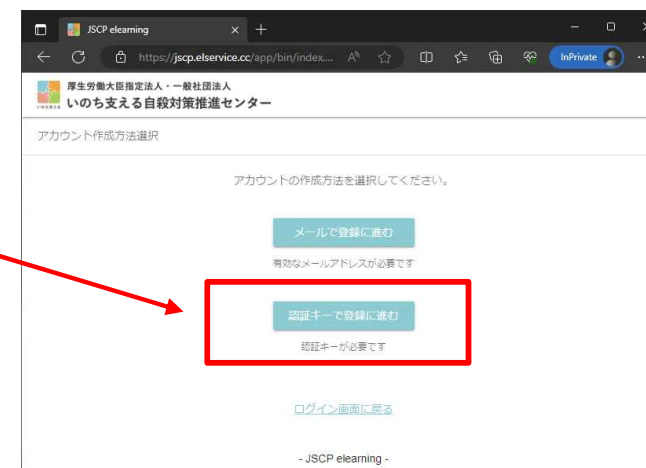 JSCP elearning
https://jscp.elservice.cc/app/bin/index....
InPrivate
厚生労働大臣指定法人・一般社団法人
いのち支える自殺対策推進センター
アカウント作成方法選択
アカウントの作成方法を選択してください。
メールで登録に進む
有効なメールアドレスが必要です
認証キーで登録に進む
認証キーが必要です
ログイン画面に戻る
- JSCP elearning -